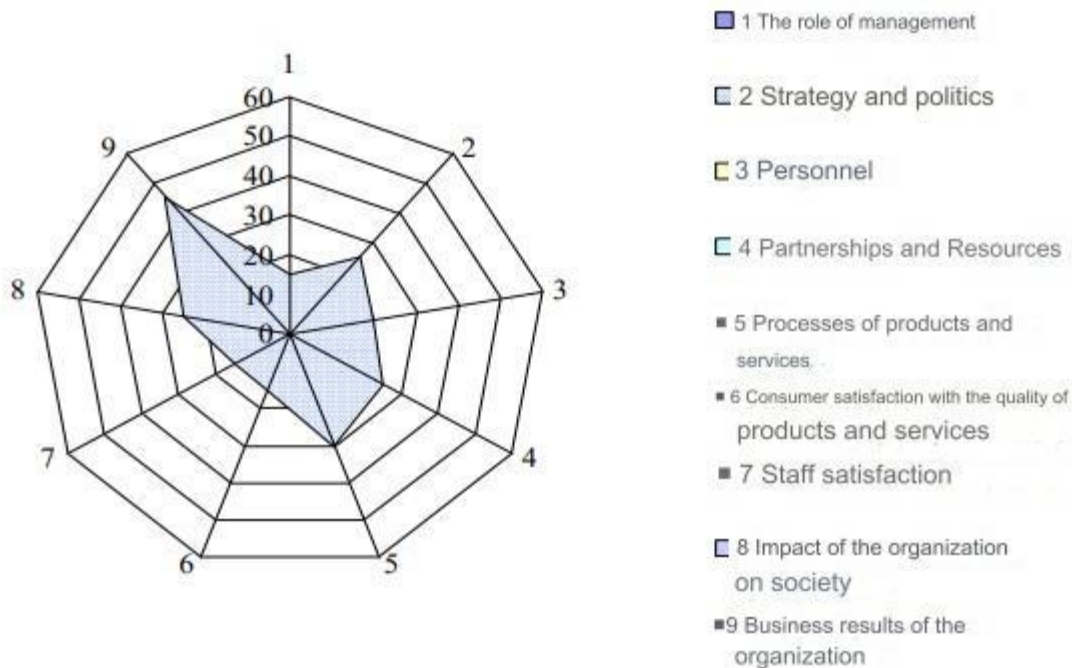 1
60
50
40
30
20
10
0
2
3
4
5
6
7
8
9
1 The role of management
2 Strategy and politics
3 Personnel
4 Partnerships and Resources
5 Processes of products and
services.
6 Consumer satisfaction with the quality of
products and services
7 Staff satisfaction
8 Impact of the organization
on society
9 Business results of the
organization